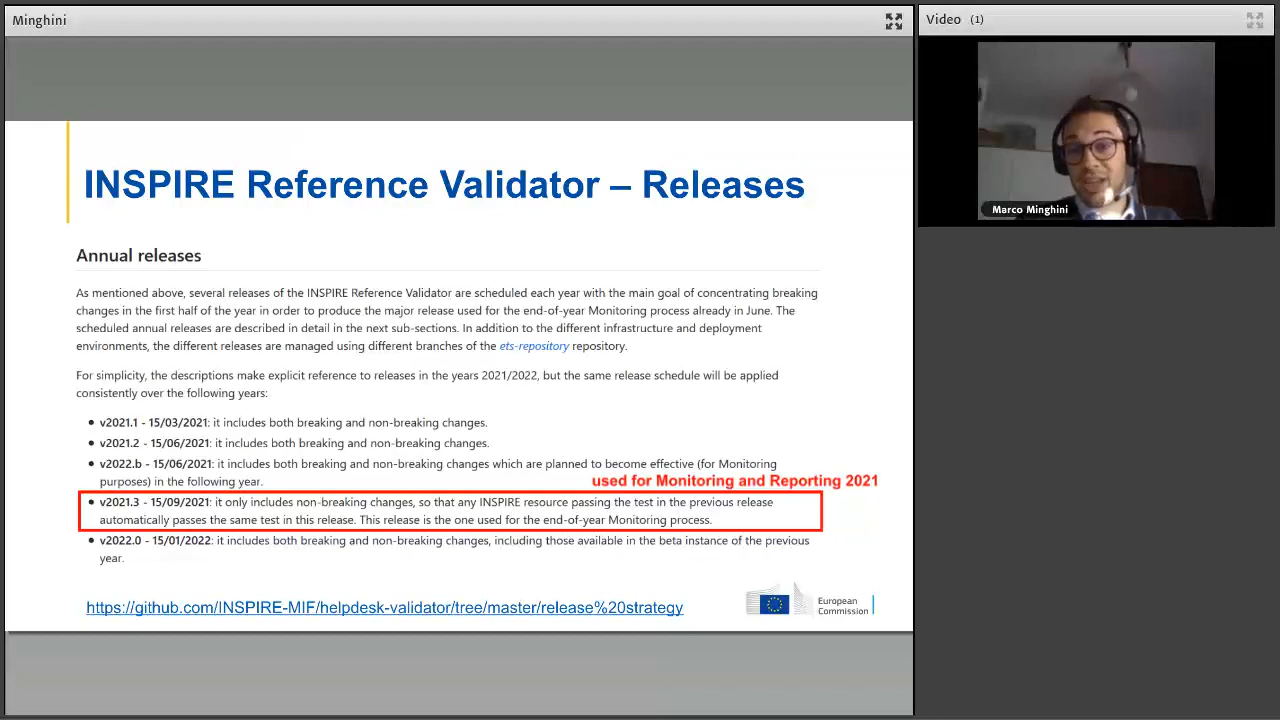 Minghini
Video (1)
Marco Minghini
INSPIRE Reference Validator – Releases
Annual releases
As mentioned above, several releases of the INSPIRE Reference Validator are scheduled each year with the main goal of concentrating breaking
changes in the first half of the year in order to produce the major release used for the end-of-year Monitoring process already in June. The
scheduled annual releases are described in detail in the next sub-sections. In addition to the different infrastructure and deployment
environments, the different releases are managed using different branches of the ets-repository repository.
For simplicity, the descriptions make explicit reference to releases in the years 2021/2022, but the same release schedule will be applied
consistently over the following years:
• v2021.1 - 15/03/2021: it includes both breaking and non-breaking changes.
• v2021.2 - 15/06/2021: it includes both breaking and non-breaking changes.
• v2022.b - 15/06/2021: it includes both breaking and non-breaking changes which are planned to become effective (for Monitoring
purposes) in the following year.
used for Monitoring and Reporting 2021
• v2021.3 - 15/09/2021: it only includes non-breaking changes, so that any INSPIRE resource passing the test in the previous release
automatically passes the same test in this release. This release is the one used for the end-of-year Monitoring process.
• v2022.0 - 15/01/2022: it includes both breaking and non-breaking changes, including those available in the beta instance of the previous
year.
https://github.com/INSPIRE-MIF/helpdesk-validator/tree/master/release%20strategy
European
Commission